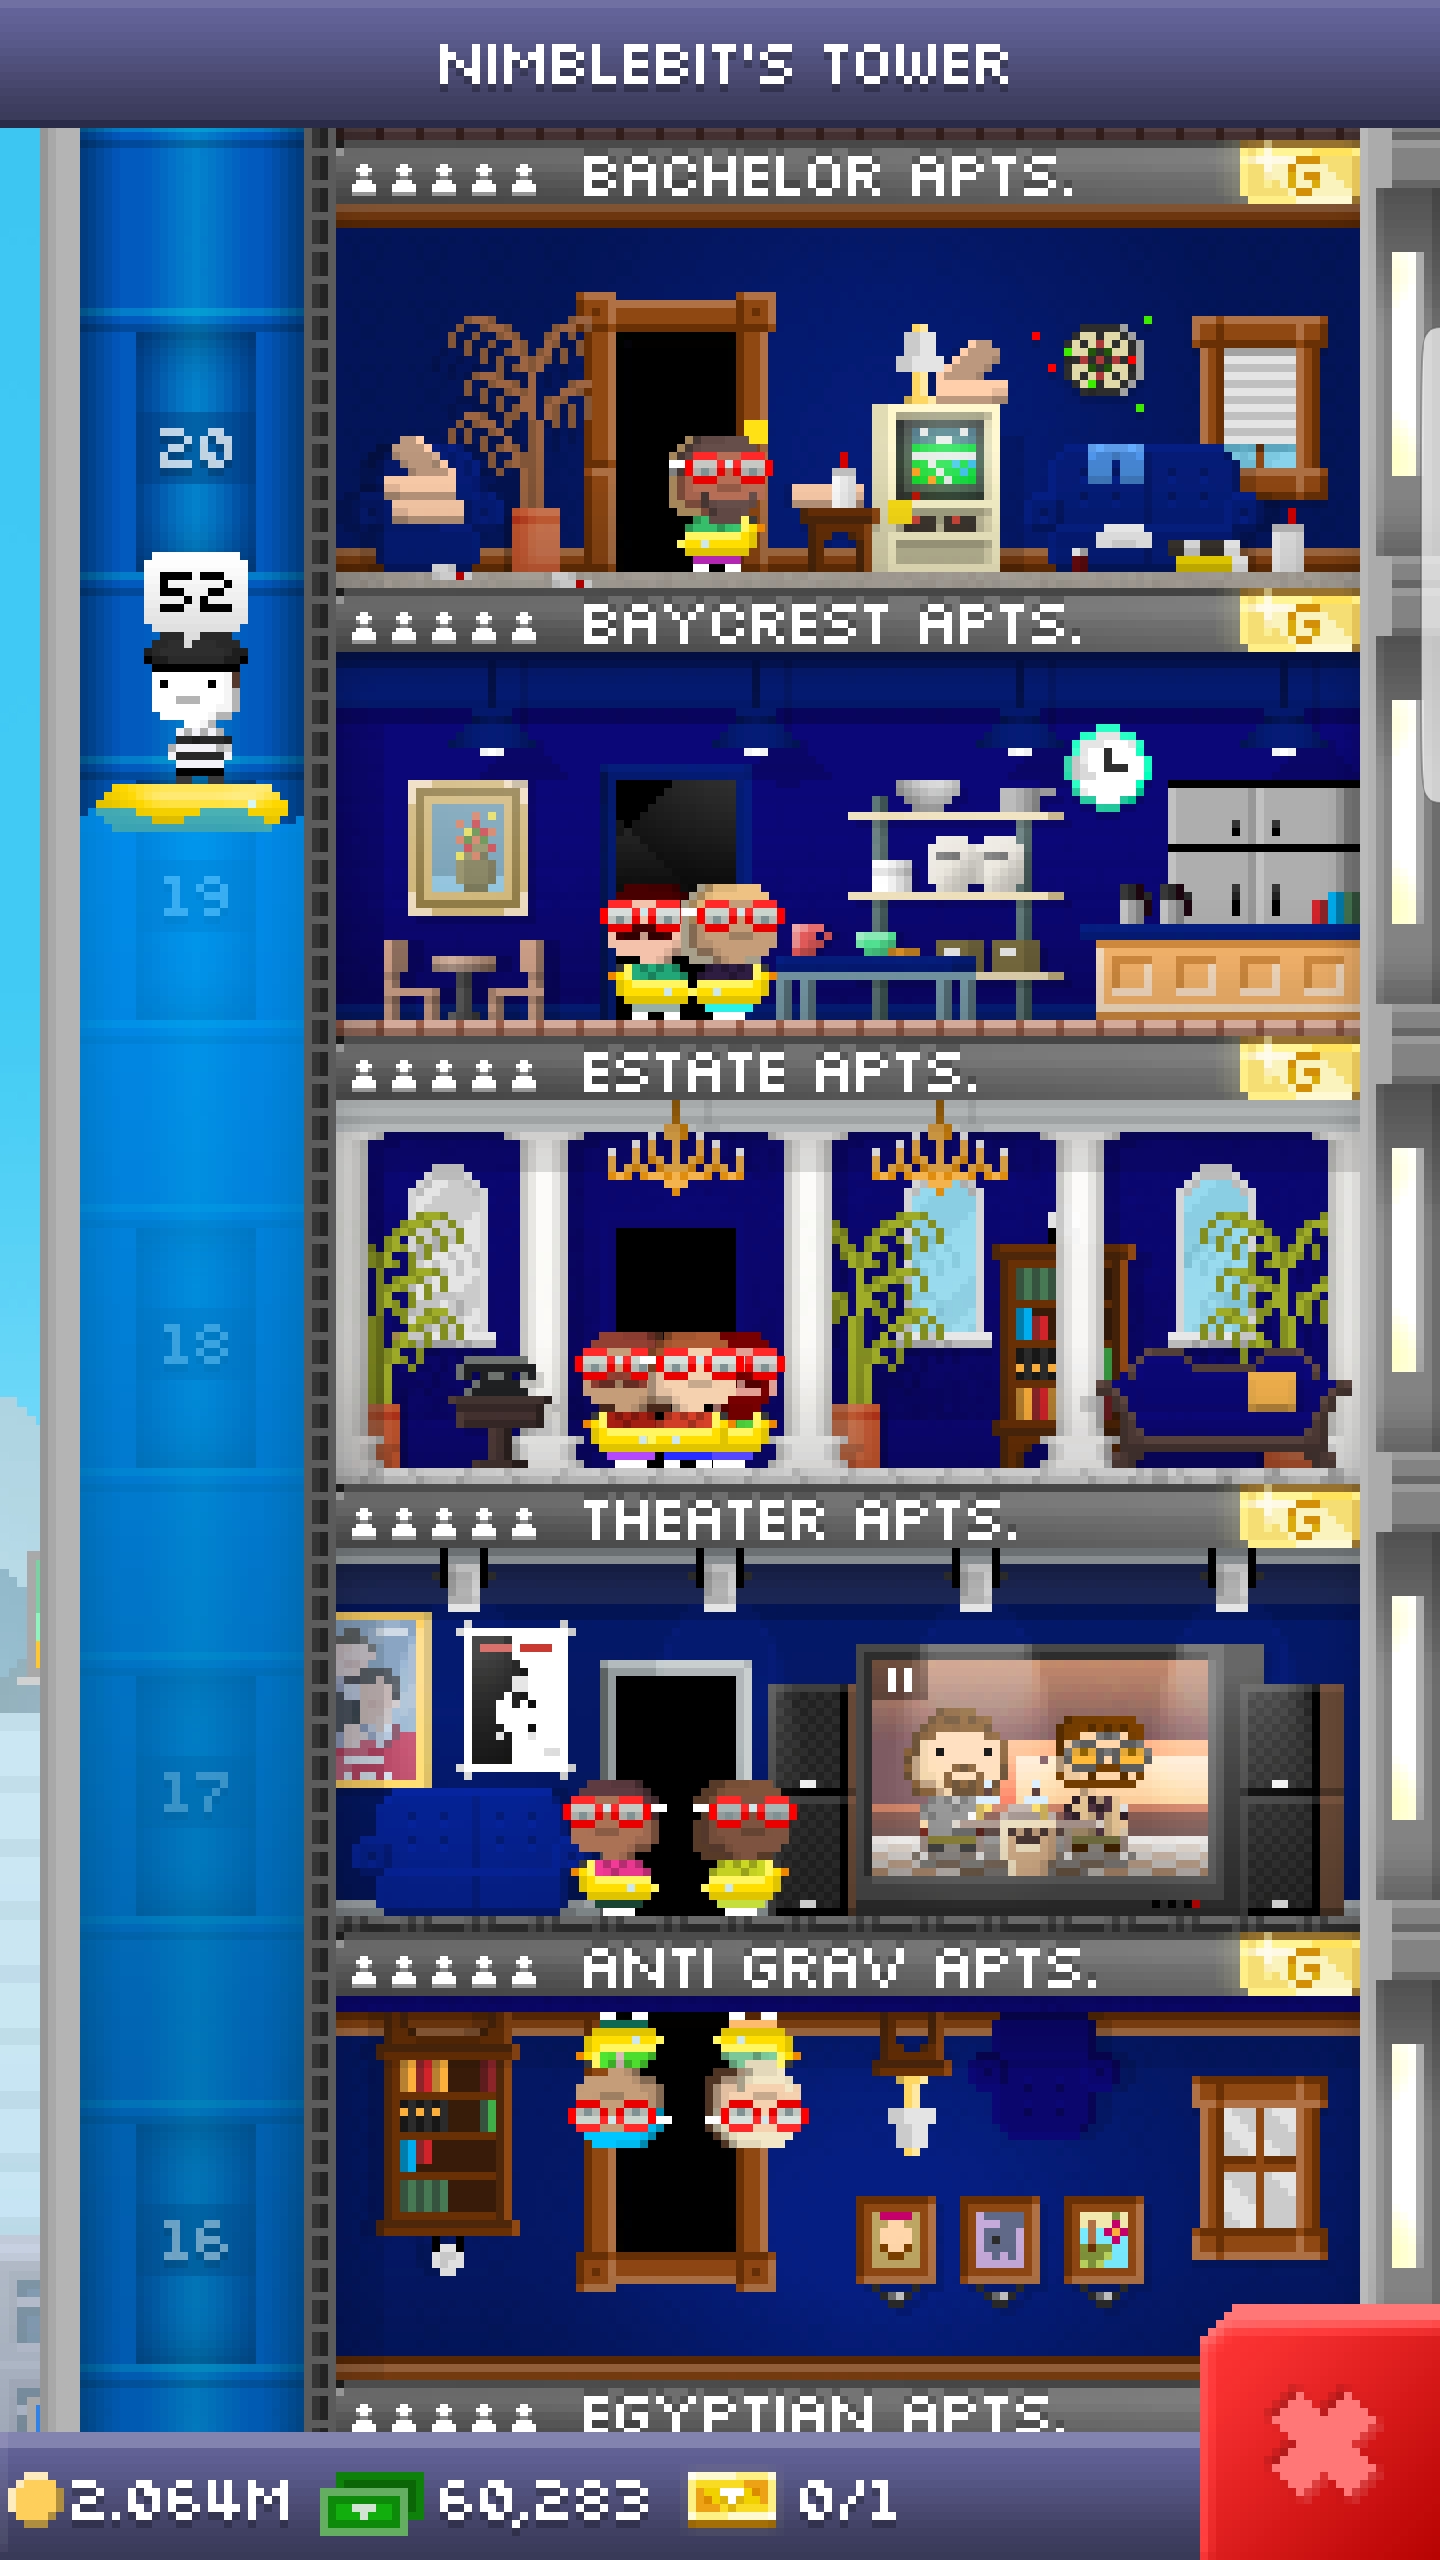 NIMBLEBIT'S TOWER
BACHELOR APTS. G
20
52
BAYCREST APTS. G
19
ESTATE APTS. G
18
THEATER APTS. G
17
ANTI GRAV APTS. G
16
EGYPTIAN APTS.
2.064M 60,283 0/1